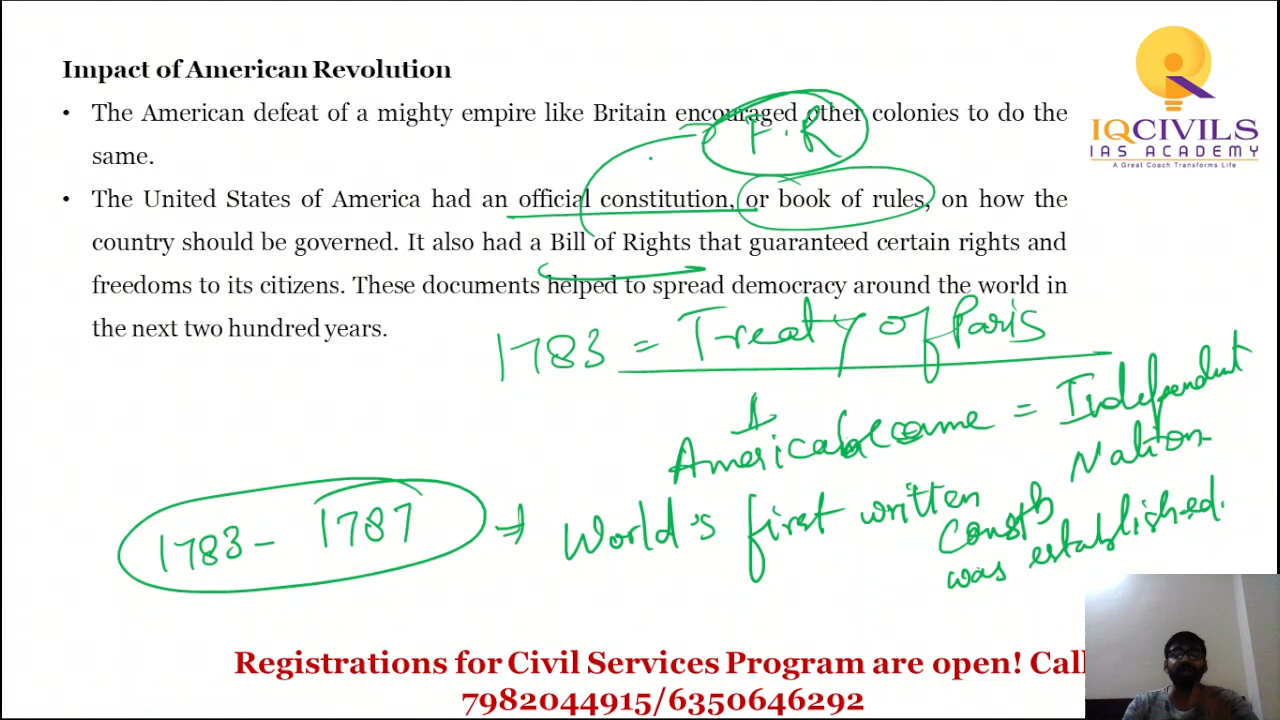 Impact of American Revolution
• The American defeat of a mighty empire like Britain encouraged other colonies to do the
same.
F.R
• The United States of America had an official constitution, or book of rules, on how the
country should be governed. It also had a Bill of Rights that guaranteed certain rights and
freedoms to its citizens. These documents helped to spread democracy around the world in
the next two hundred years.
1783 = Treaty of Paris
America became = Independent
Nation
1783 - 1787 ⇒ World's first written
Constn
was established.
IQCIVILS
IAS ACADEMY
A Great Coach Transforms Life
Registrations for Civil Services Program are open! Call
7982044915/6350646292